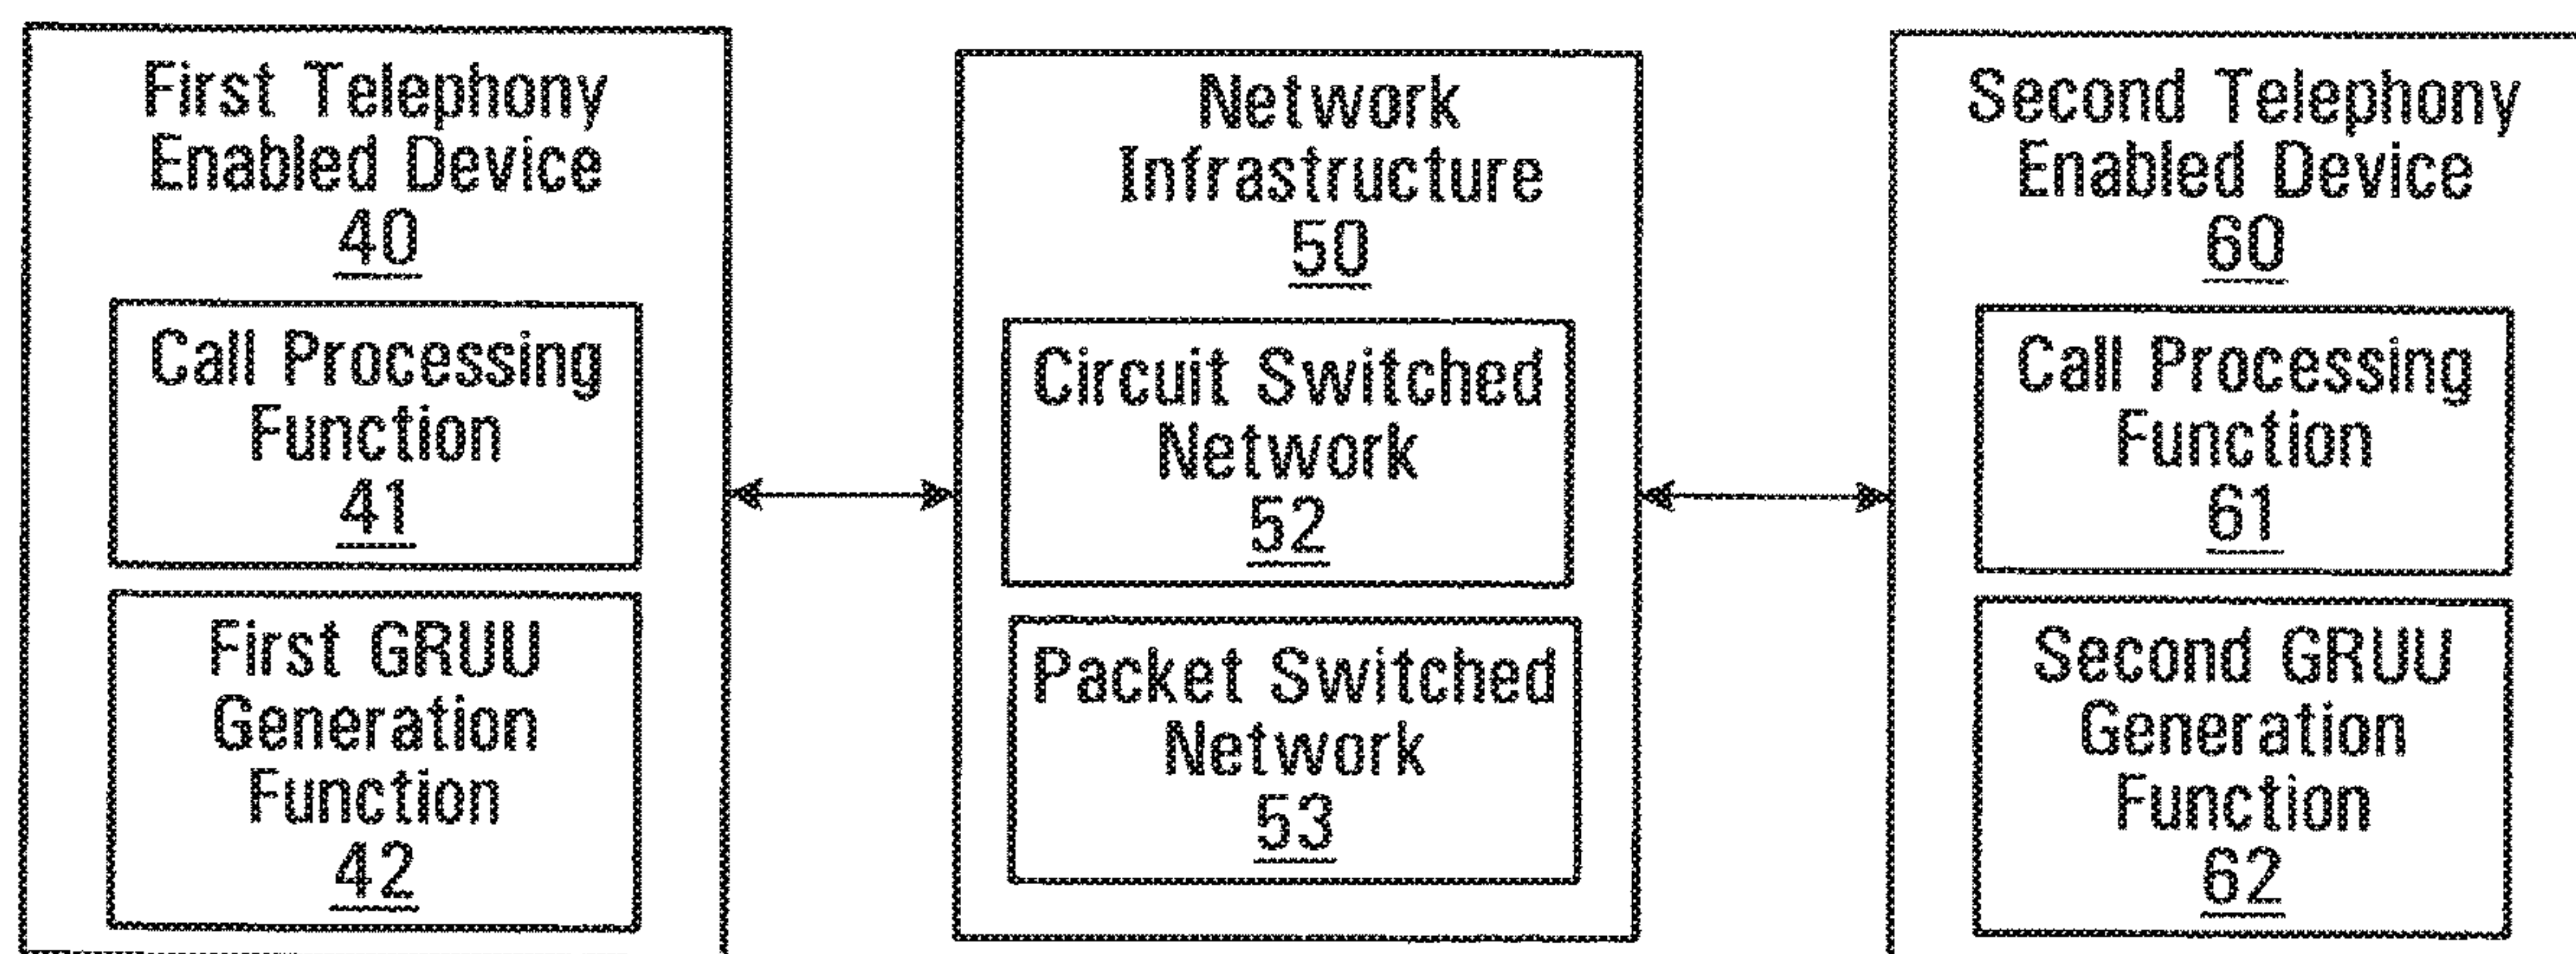 First Telephony
Enabled Device
40
Call Processing
Function
41
First GRUU
Generation
Function
42
Network
Infrastructure
50
Circuit Switched
Network
52
Packet Switched
Network
53
Second Telephony
Enabled Device
60
Call Processing
Function
61
Second GRUU
Generation
Function
62